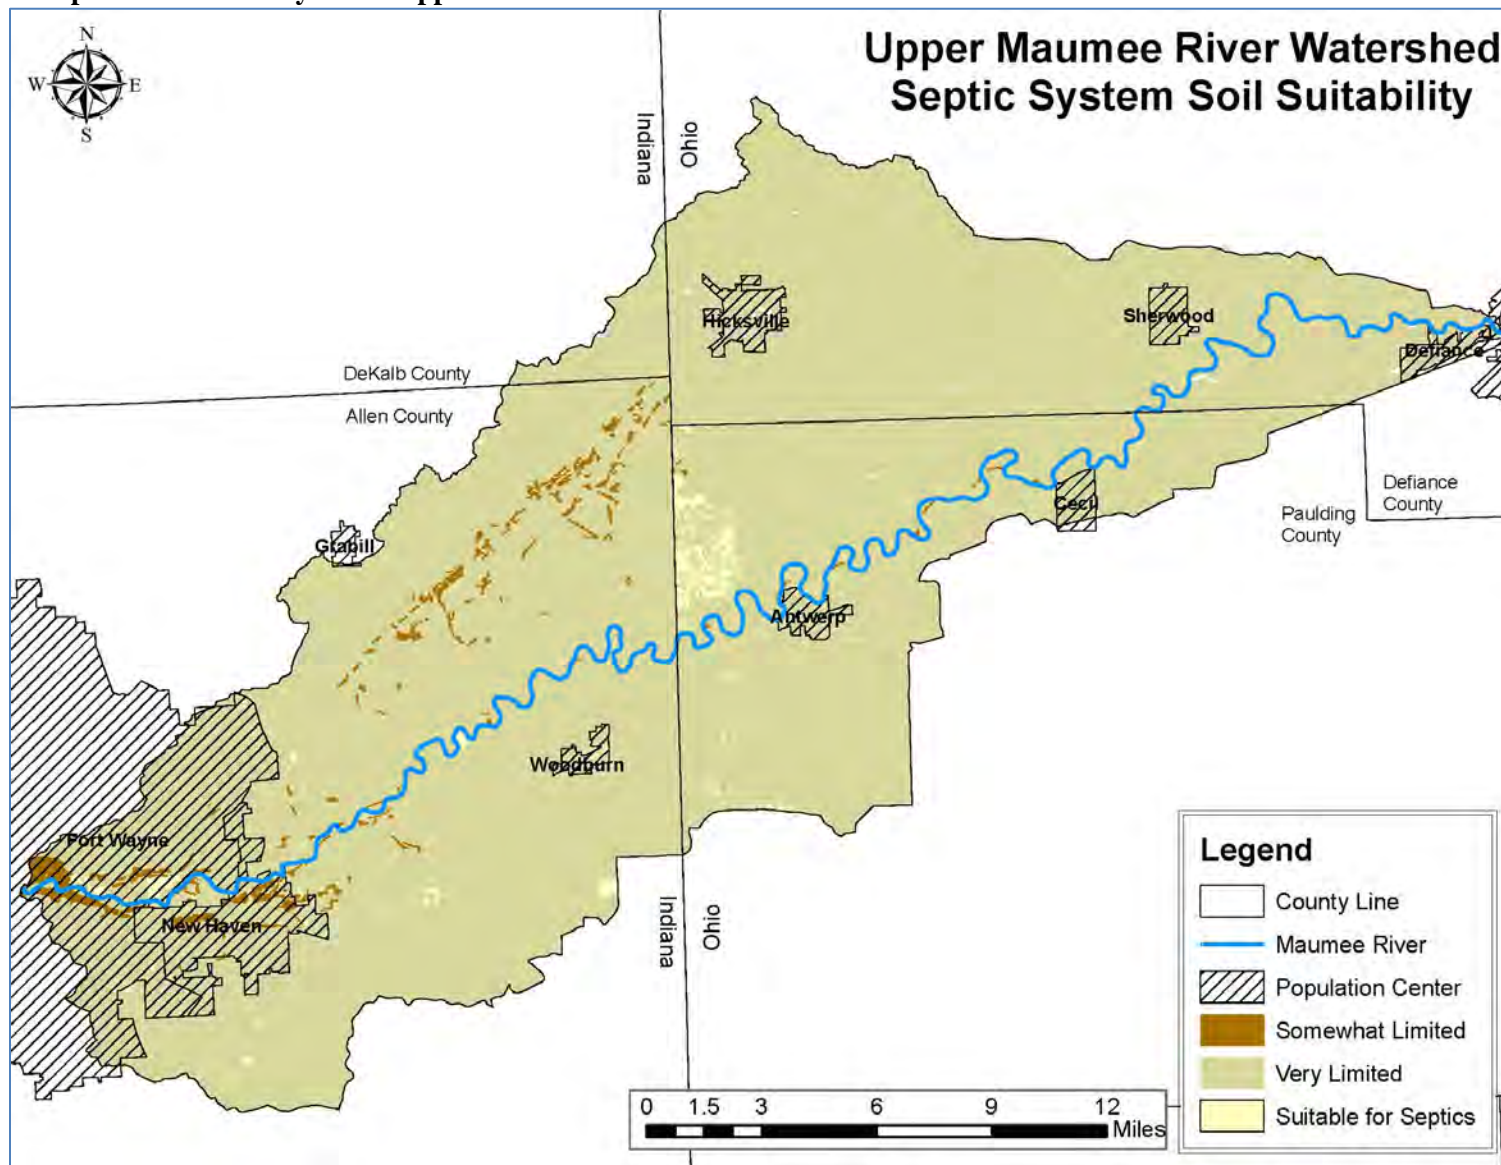 Upper Maumee River Watershed
Septic System Soil Suitability
N
W
E
S
Indiana
Ohio
Hicksville
Sherwood
Defiance
DeKalb County
Allen County
Cecil
Defiance
County
Paulding
County
Grabill
Antwerp
Woodburn
Fort Wayne
New Haven
Indiana
Ohio
Legend
County Line
Maumee River
Population Center
Somewhat Limited
Very Limited
Suitable for Septics
0 1.5 3 6 9 12
Miles